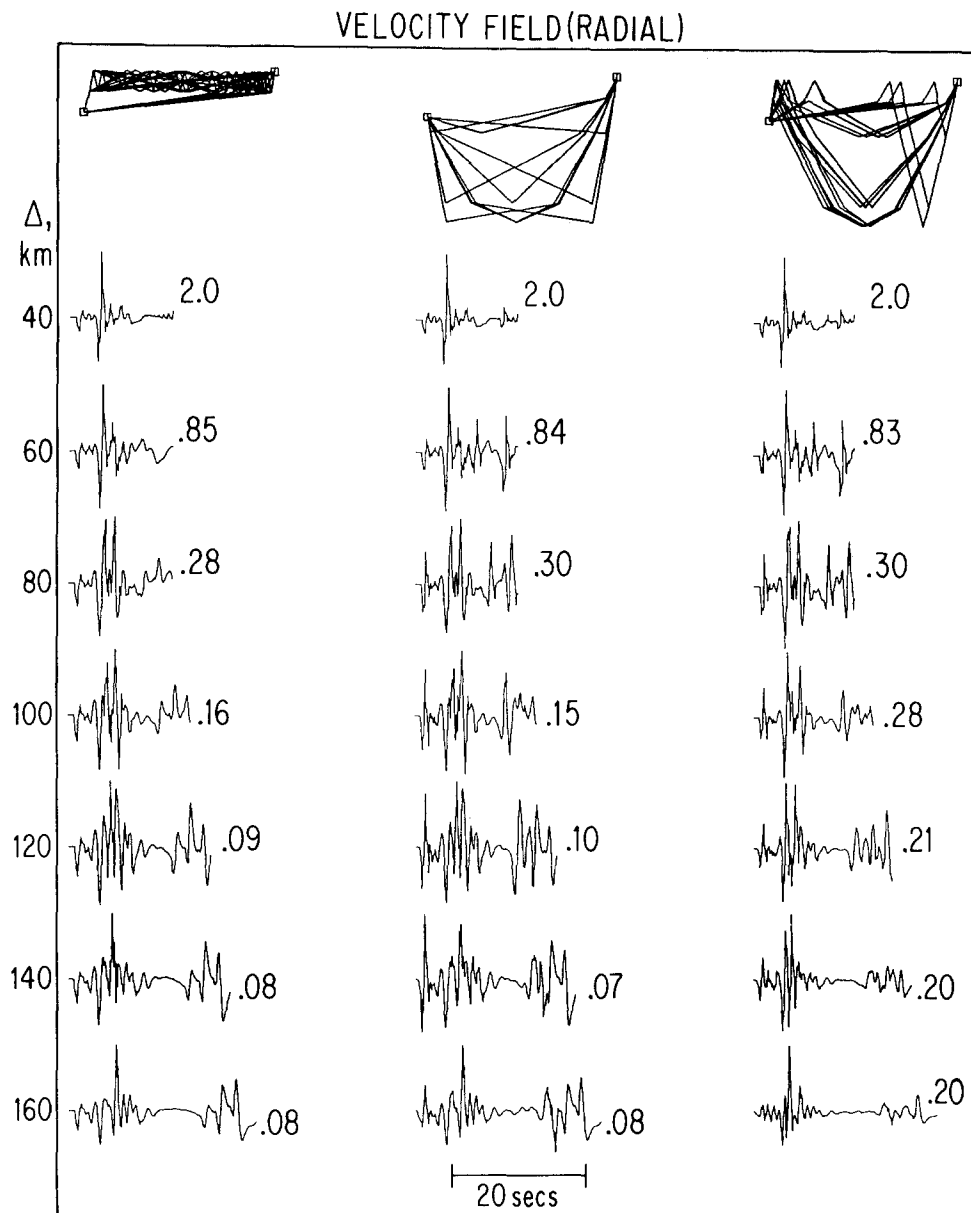 VELOCITY FIELD (RADIAL)
Δ,
km
40 2.0 2.0 2.0
60 .85 .84 .83
80 .28 .30 .30
100 .16 .15 .28
120 .09 .10 .21
140 .08 .07 .20
160 .08 .08 .20
20 secs